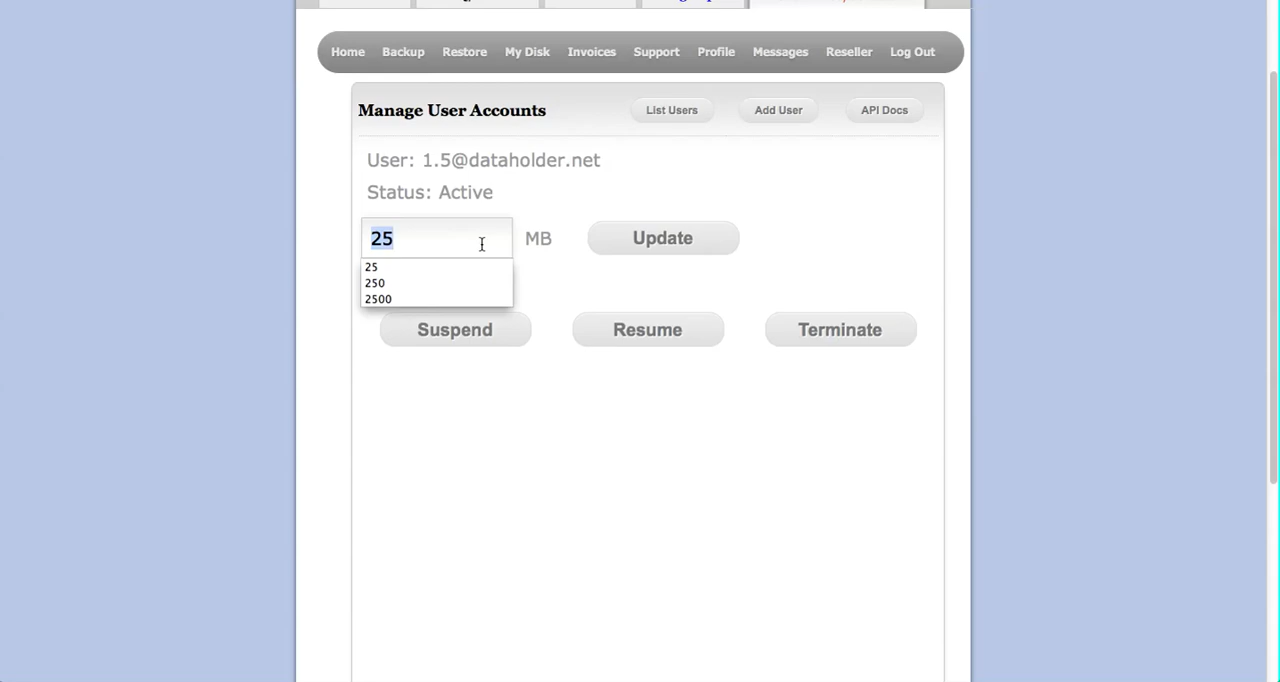 Home Backup Restore My Disk Invoices Support Profile Messages Reseller Log Out
Manage User Accounts List Users Add User API Docs
User: 1.5@dataholder.net
Status: Active
25 MB Update
25
250
2500
Suspend Resume Terminate